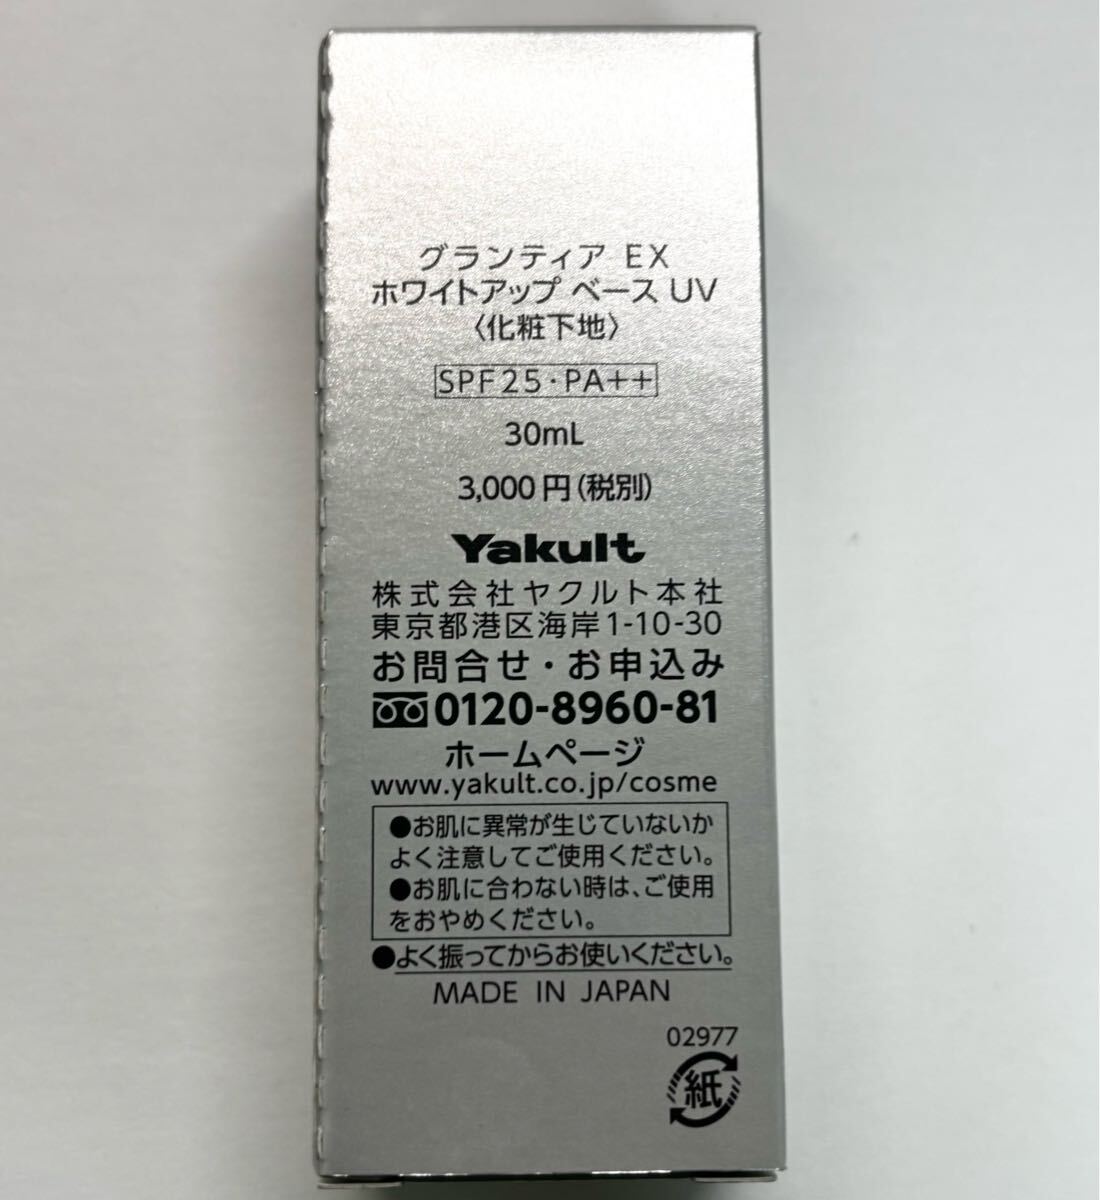 グランティア EX
ホワイトアップ ベース UV
〈化粧下地〉
SPF25・PA++
30mL
3,000円(税別)
Yakult
株式会社ヤクルト本社
東京都港区海岸1-10-30
お問合せ・お申込み
0120-8960-81
ホームページ
www.yakult.co.jp/cosme
●お肌に異常が生じていないか
よく注意してご使用ください。
●お肌に合わない時は、ご使用
をおやめください。
●よく振ってからお使いください。
MADE IN JAPAN
02977
紙